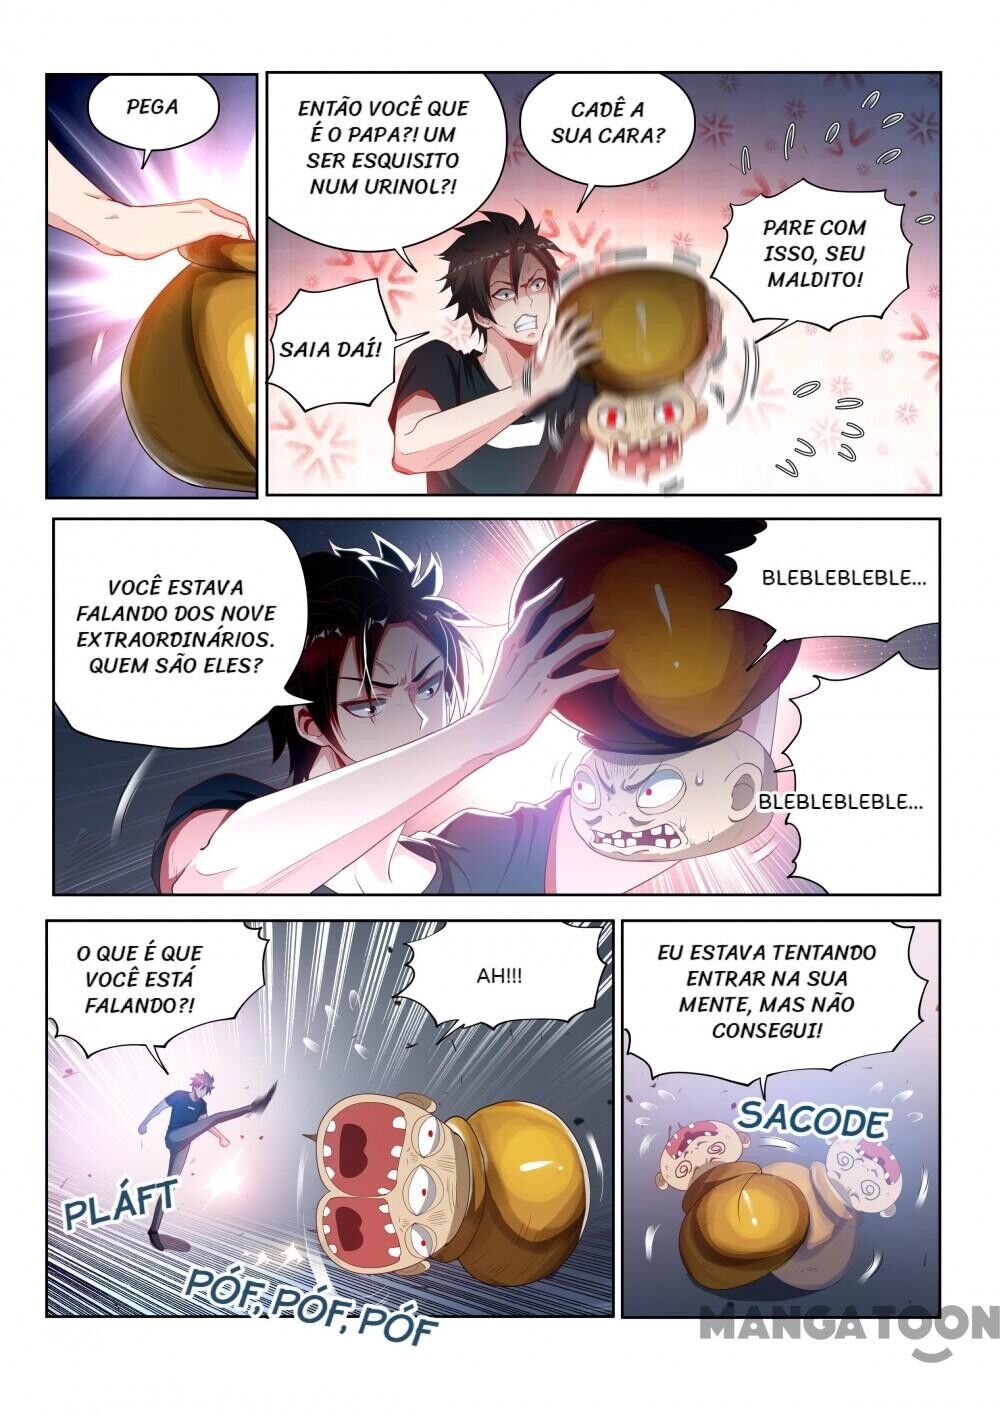 PEGA
ENTÃO VOCÊ QUE
É O PAPA?! UM
SER ESQUISITO
NUM URINOL?!
CADÊ A
SUA CARA?
PARE COM
ISSO, SEU
MALDITO!
SAIA DAÍ!
VOCÊ ESTAVA
FALANDO DOS NOVE
EXTRAORDINÁRIOS.
QUEM SÃO ELES?
BLEBLEBLEBLE...
BLEBLEBLEBLE...
O QUE É QUE
VOCÊ ESTÁ
FALANDO?!
AH!!!
PLÁFT
PÓF, PÓF, PÓF
EU ESTAVA TENTANDO
ENTRAR NA SUA
MENTE, MAS NÃO
CONSEGUI!
SACODE
MANGATOON